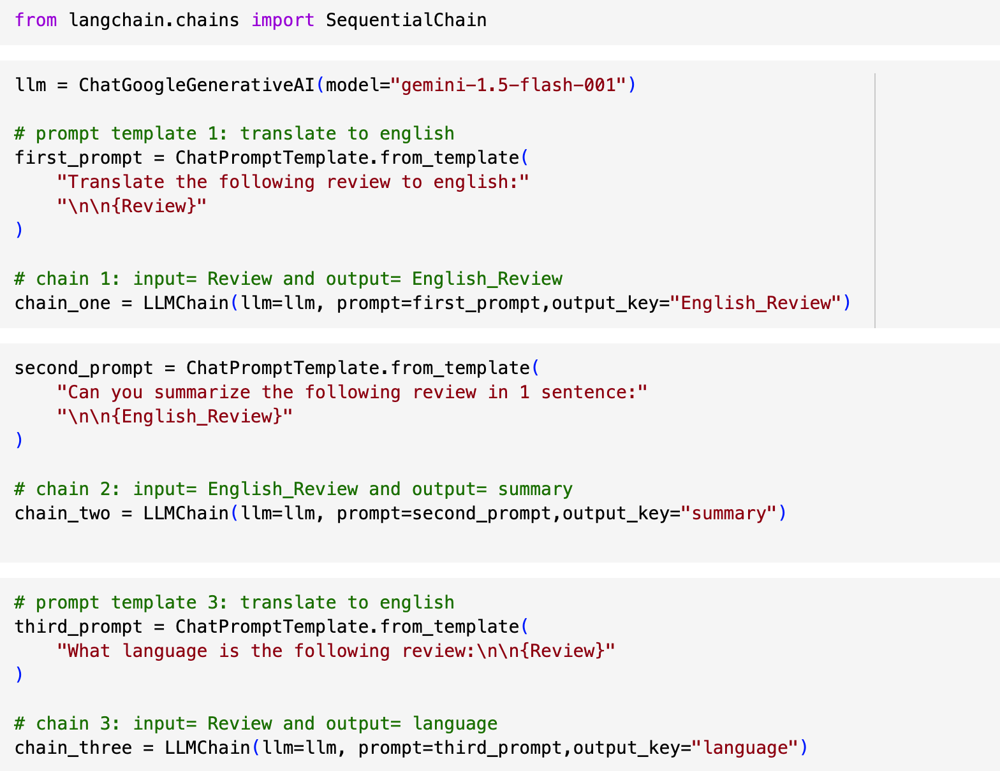 from langchain.chains import SequentialChain
llm = ChatGoogleGenerativeAI(model="gemini-1.5-flash-001")
# prompt template 1: translate to english
first_prompt = ChatPromptTemplate.from_template(
    "Translate the following review to english:"
    "\n\n{Review}"
)
# chain 1: input= Review and output= English_Review
chain_one = LLMChain(llm=llm, prompt=first_prompt,output_key="English_Review")
second_prompt = ChatPromptTemplate.from_template(
    "Can you summarize the following review in 1 sentence:"
    "\n\n{English_Review}"
)
# chain 2: input= English_Review and output= summary
chain_two = LLMChain(llm=llm, prompt=second_prompt,output_key="summary")
# prompt template 3: translate to english
third_prompt = ChatPromptTemplate.from_template(
    "What language is the following review:\n\n{Review}"
)
# chain 3: input= Review and output= language
chain_three = LLMChain(llm=llm, prompt=third_prompt,output_key="language")